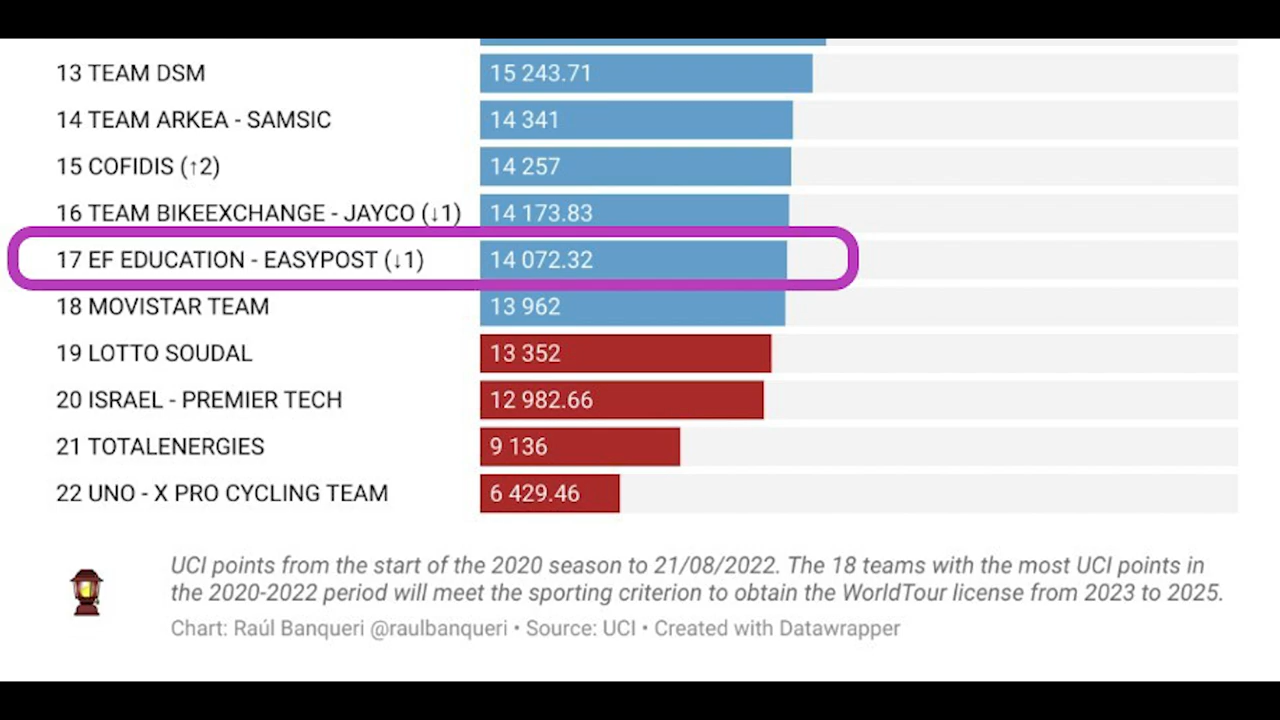 13 TEAM DSM 15 243.71
14 TEAM ARKEA - SAMSIC 14 341
15 COFIDIS (↑2) 14 257
16 TEAM BIKEEXCHANGE - JAYCO (↓1) 14 173.83
17 EF EDUCATION - EASYPOST (↓1) 14 072.32
18 MOVISTAR TEAM 13 962
19 LOTTO SOUDAL 13 352
20 ISRAEL - PREMIER TECH 12 982.66
21 TOTALENERGIES 9 136
22 UNO - X PRO CYCLING TEAM 6 429.46
UCI points from the start of the 2020 season to 21/08/2022. The 18 teams with the most UCI points in
the 2020-2022 period will meet the sporting criterion to obtain the WorldTour license from 2023 to 2025.
Chart: Raúl Banqueri @raulbanqueri • Source: UCI • Created with Datawrapper